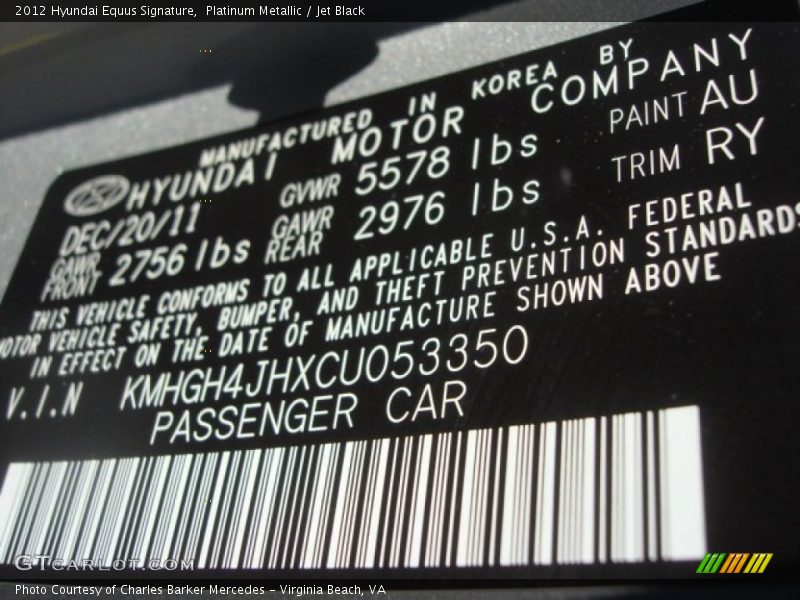 2012 Hyundai Equus Signature,  Platinum Metallic / Jet Black
MANUFACTURED IN KOREA BY
HYUNDAI MOTOR COMPANY
DEC/20/11 GVWR 5578 lbs PAINT AU
GAWR FRONT 2756 lbs GAWR REAR 2976 lbs TRIM RY
THIS VEHICLE CONFORMS TO ALL APPLICABLE U.S.A. FEDERAL
MOTOR VEHICLE SAFETY, BUMPER, AND THEFT PREVENTION STANDARDS
IN EFFECT ON THE DATE OF MANUFACTURE SHOWN ABOVE
V.I.N KMHGH4JHXCU053350
PASSENGER CAR
GTcarlot.com
Photo Courtesy of Charles Barker Mercedes – Virginia Beach, VA